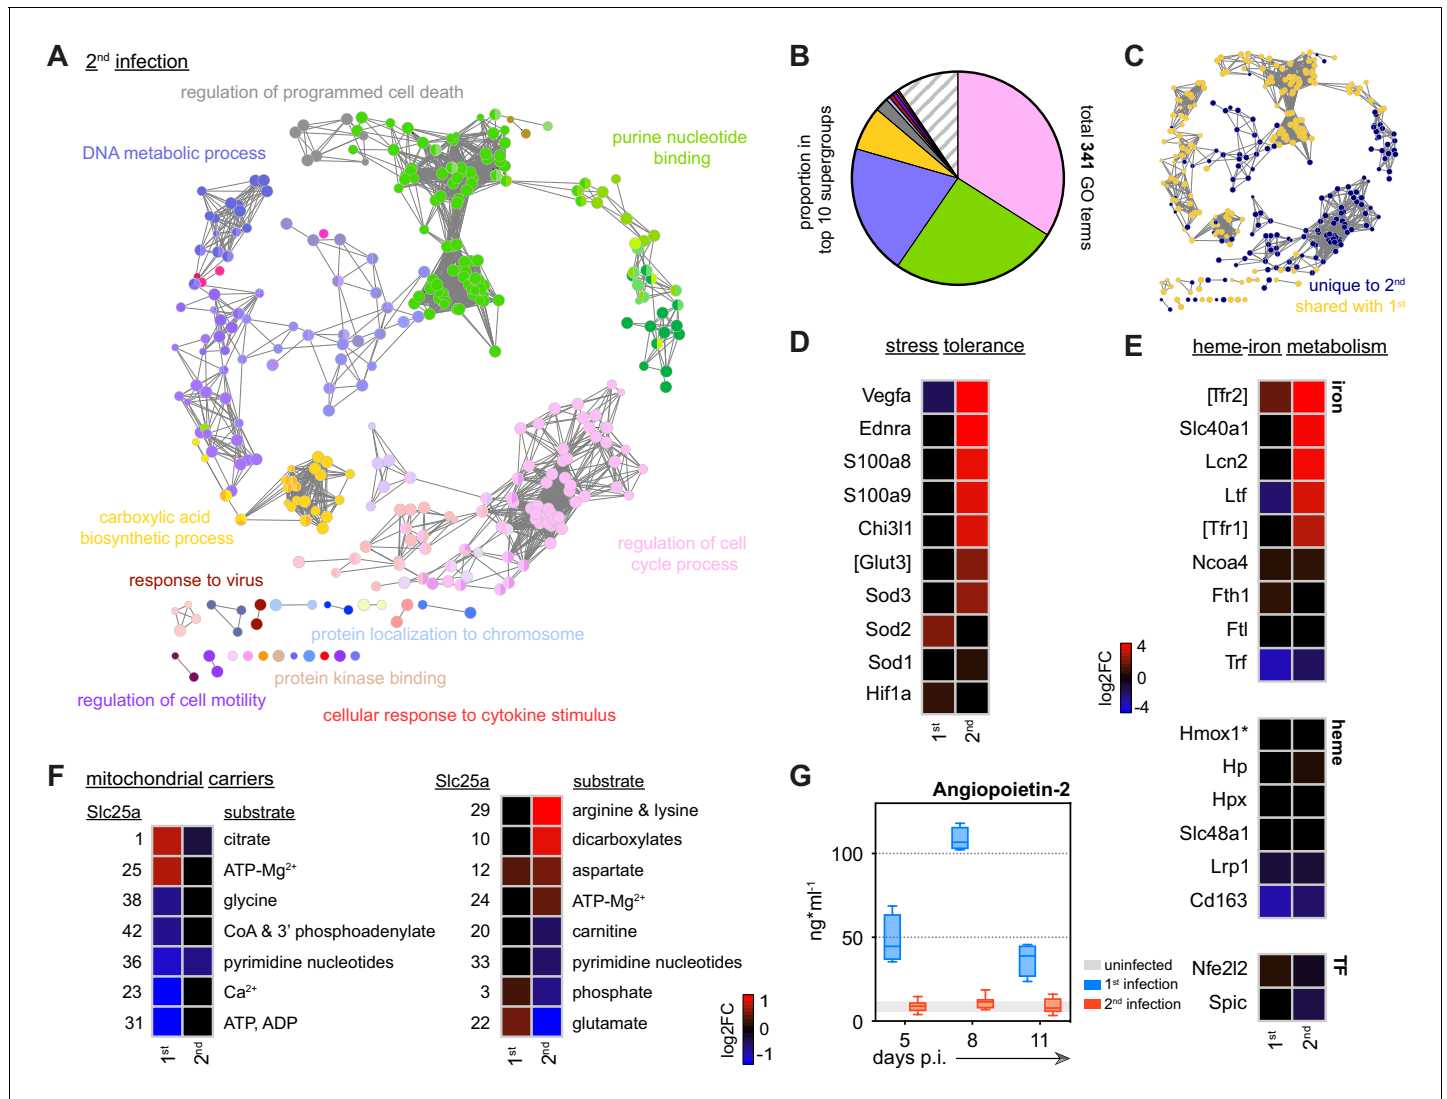 A
2nd infection
regulation of programmed cell death
DNA metabolic process
purine nucleotide
binding
carboxylic acid
biosynthetic process
regulation of cell
cycle process
response to virus
protein localization to chromosome
protein kinase binding
regulation of cell motility
cellular response to cytokine stimulus
B
proportion in
top 10 supergroups
total 341 GO terms
C
unique to 2nd
shared with 1st
D
stress tolerance
Vegfa
Ednra
S100a8
S100a9
Chi3l1
[Glut3]
Sod3
Sod2
Sod1
Hif1a
1st
2nd
log2FC
4
0
-4
E
heme-iron metabolism
iron
[Tfr2]
Slc40a1
Lcn2
Ltf
[Tfr1]
Ncoa4
Fth1
Ftl
Trf
heme
Hmox1*
Hp
Hpx
Slc48a1
Lrp1
Cd163
TF
Nfe2l2
Spic
1st
2nd
F
mitochondrial carriers
Slc25a substrate
1 citrate
25 ATP-Mg2+
38 glycine
42 CoA & 3' phosphoadenylate
36 pyrimidine nucleotides
23 Ca2+
31 ATP, ADP
1st
2nd
Slc25a substrate
29 arginine & lysine
10 dicarboxylates
12 aspartate
24 ATP-Mg2+
20 carnitine
33 pyrimidine nucleotides
3 phosphate
22 glutamate
1st
2nd
log2FC
1
0
-1
G
Angiopoietin-2
ng*ml-1
100
50
0
5 8 11
days p.i.
uninfected
1st infection
2nd infection